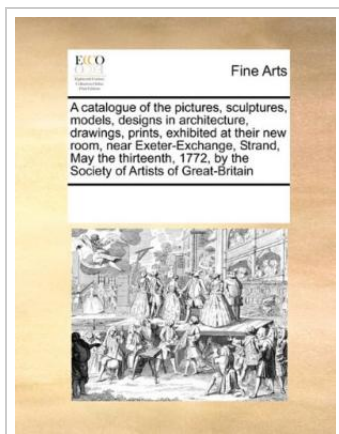 ECCO
Fine Arts
A catalogue of the pictures, sculptures,
models, designs in architecture,
drawings, prints, exhibited at their new
room, near Exeter-Exchange, Strand,
May the thirteenth, 1772, by the
Society of Artists of Great-Britain